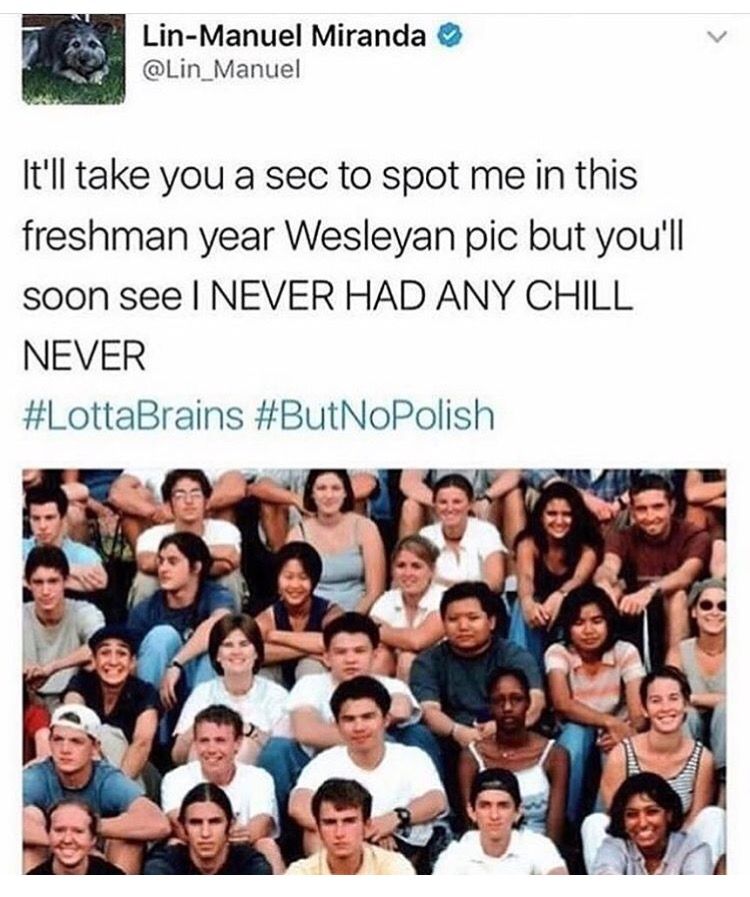 Lin-Manuel Miranda
@Lin_Manuel
It'll take you a sec to spot me in this
freshman year Wesleyan pic but you'll
soon see I NEVER HAD ANY CHILL
NEVER
#LottaBrains #ButNoPolish